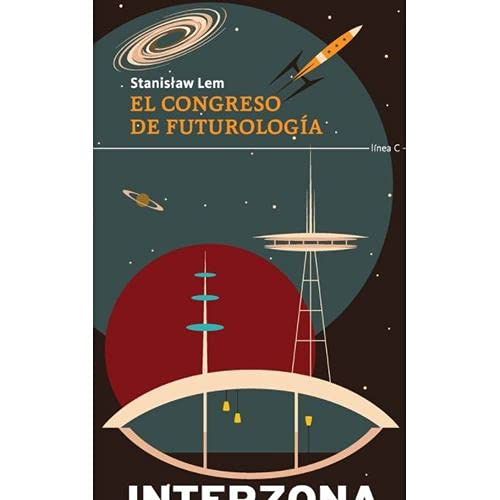 Stanisław Lem
EL CONGRESO
DE FUTUROLOGÍA
línea C
INTERZONA